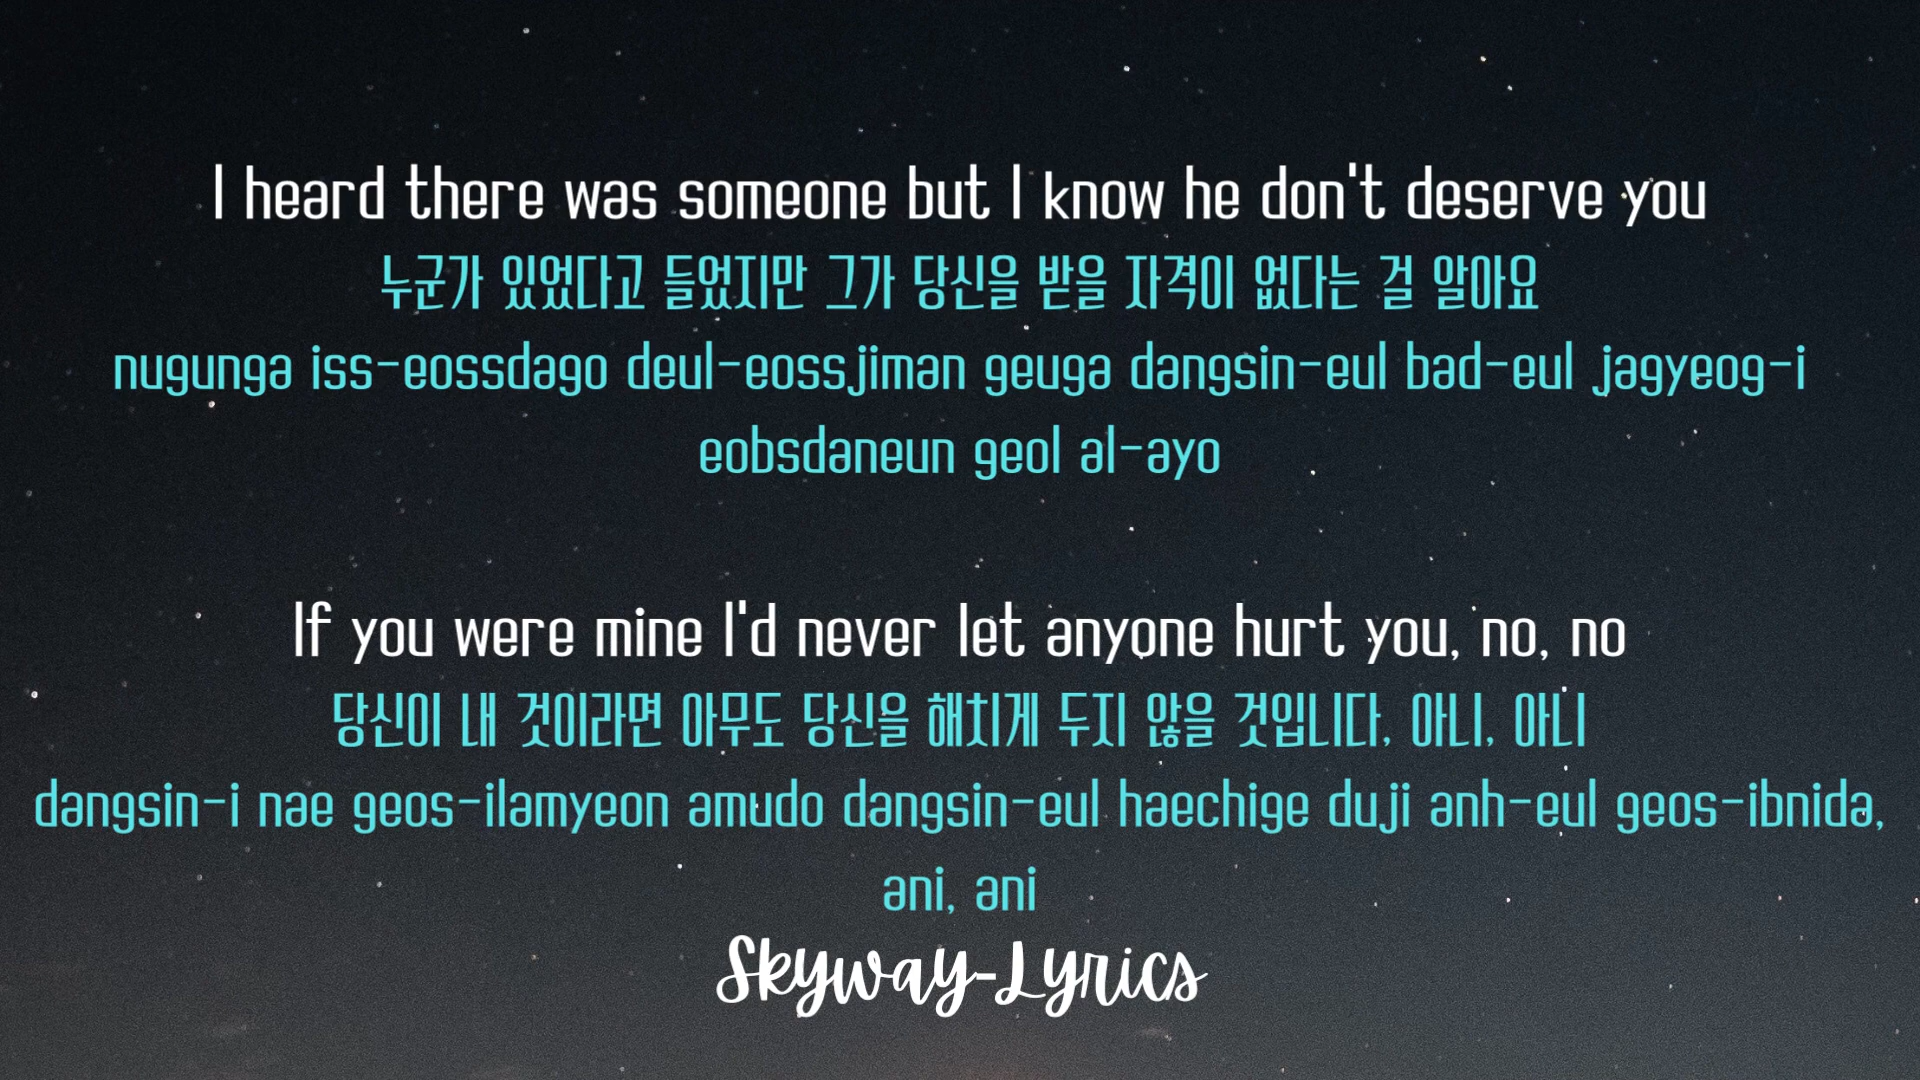 I heard there was someone but I know he don't deserve you
누군가 있었다고 들었지만 그가 당신을 받을 자격이 없다는 걸 알아요
nugunga iss-eossdago deul-eossjiman geuga dangsin-eul bad-eul jagyeog-i
eobsdaneun geol al-ayo
If you were mine I'd never let anyone hurt you, no, no
당신이 내 것이라면 아무도 당신을 해치게 두지 않을 것입니다, 아니, 아니
dangsin-i nae geos-ilamyeon amudo dangsin-eul haechige duji anh-eul geos-ibnida,
ani, ani
Skyway-Lyrics